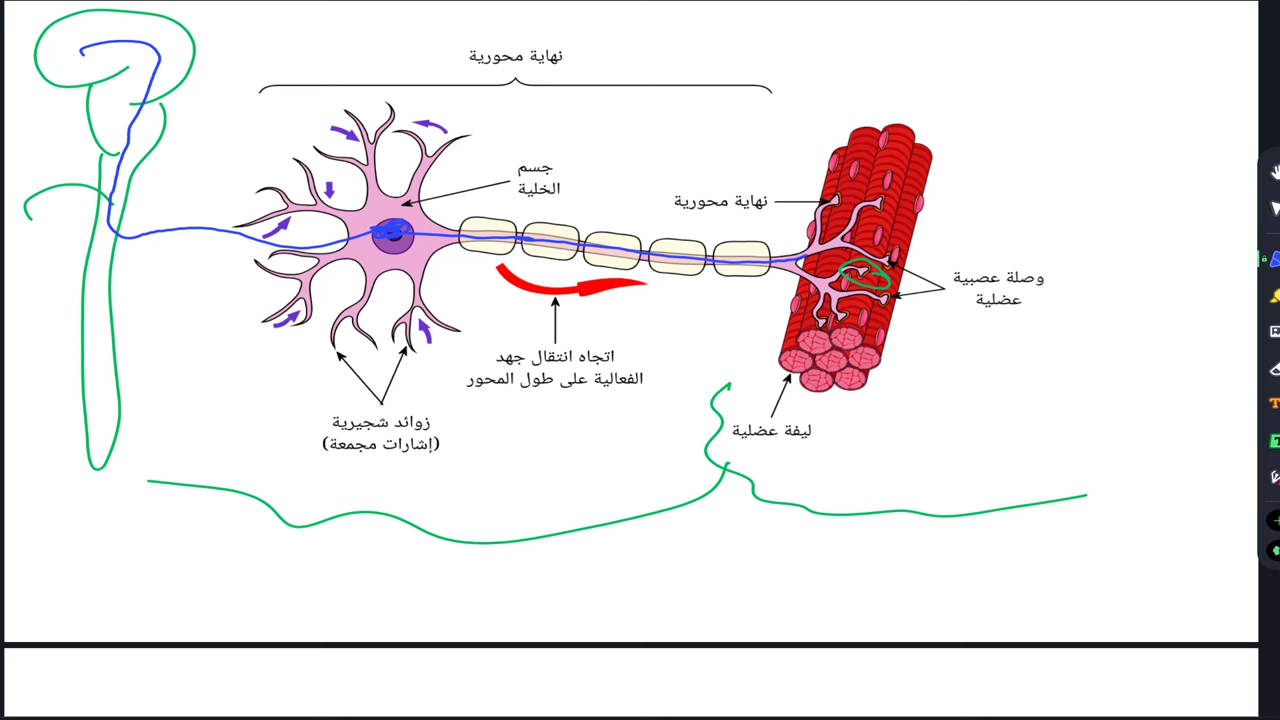 نهاية محورية
جسم
الخلية
نهاية محورية
وصلة عصبية
عضلية
اتجاه انتقال جهد
الفعالية على طول المحور
زوائد شجيرية
(إشارات مجمعة)
ليفة عضلية